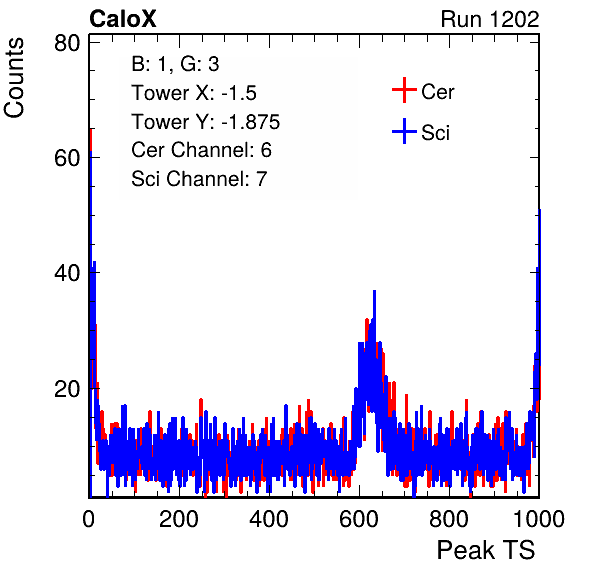 CaloX Run 1202
Counts
80
60
40
20
B: 1, G: 3
Tower X: -1.5
Tower Y: -1.875
Cer Channel: 6
Sci Channel: 7
Cer
Sci
0 200 400 600 800 1000
Peak TS